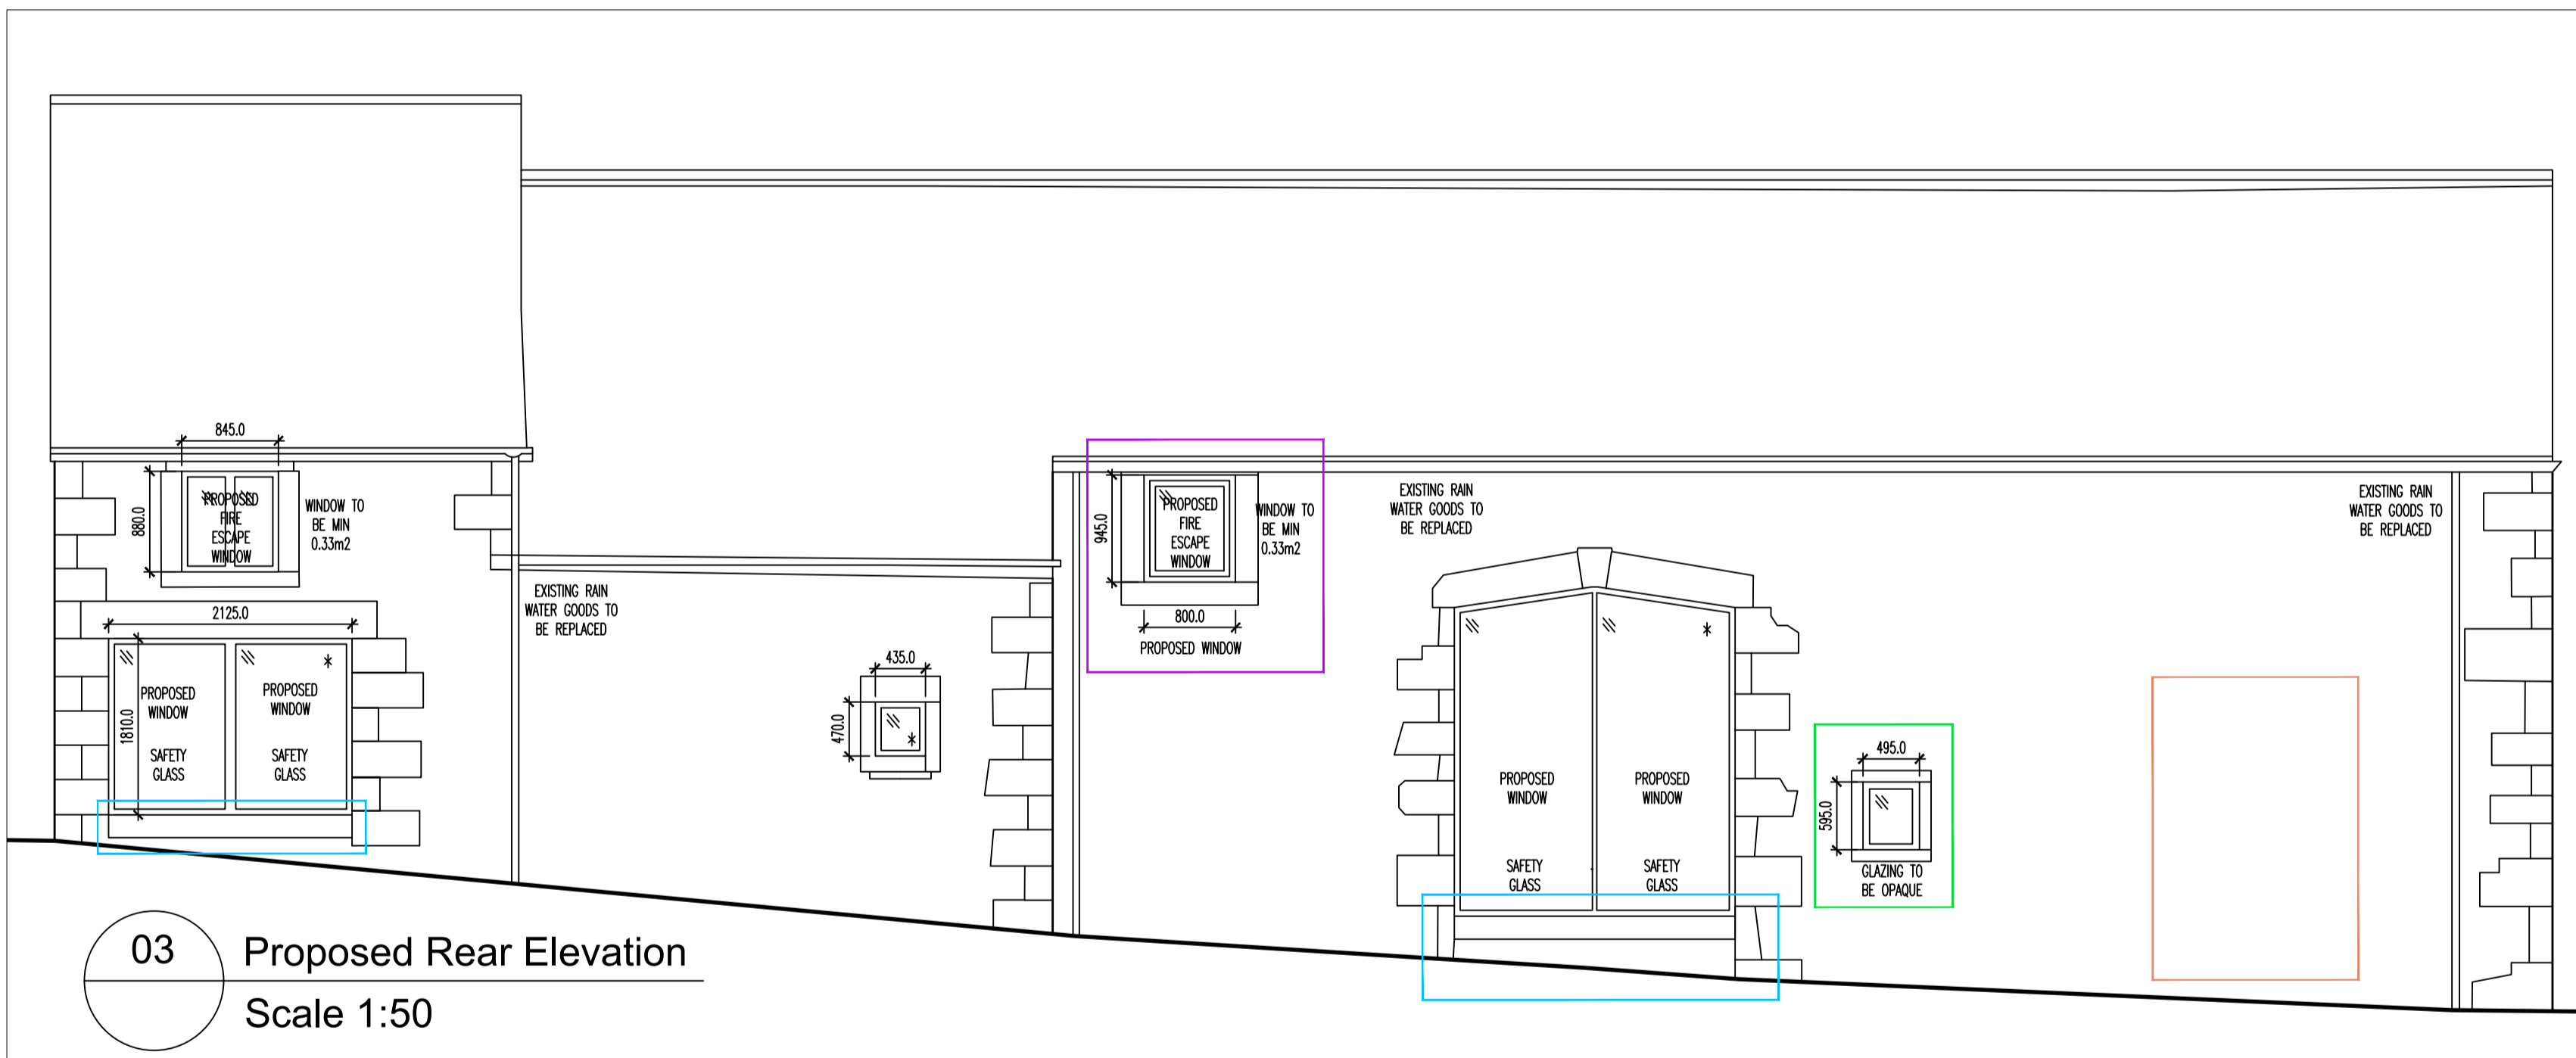 845.0
880.0
PROPOSED
FIRE
ESCAPE
WINDOW
WINDOW TO
BE MIN
0.33m2
2125.0
1810.0
PROPOSED
WINDOW
SAFETY
GLASS
PROPOSED
WINDOW
SAFETY
GLASS
EXISTING RAIN
WATER GOODS TO
BE REPLACED
435.0
470.0
945.0
PROPOSED
FIRE
ESCAPE
WINDOW
WINDOW TO
BE MIN
0.33m2
800.0
PROPOSED WINDOW
EXISTING RAIN
WATER GOODS TO
BE REPLACED
PROPOSED
WINDOW
SAFETY
GLASS
PROPOSED
WINDOW
SAFETY
GLASS
495.0
595.0
GLAZING TO
BE OPAQUE
EXISTING RAIN
WATER GOODS TO
BE REPLACED
03
Proposed Rear Elevation
Scale 1:50